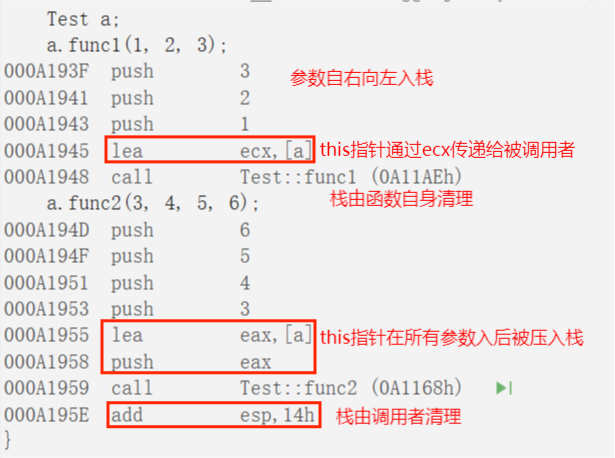 Test a;
a.func1(1, 2, 3);
000A193F push 3 参数自右向左入栈
000A1941 push 2
000A1943 push 1
000A1945 lea ecx,[a] this指针通过ecx传递给被调用者
000A1948 call Test::func1 (0A11AEh)
栈由函数自身清理
a.func2(3, 4, 5, 6);
000A194D push 6
000A194F push 5
000A1951 push 4
000A1953 push 3
000A1955 lea eax,[a] this指针在所有参数入后被压入栈
000A1958 push eax
000A1959 call Test::func2 (0A1168h)
000A195E add esp,14h 栈由调用者清理
}